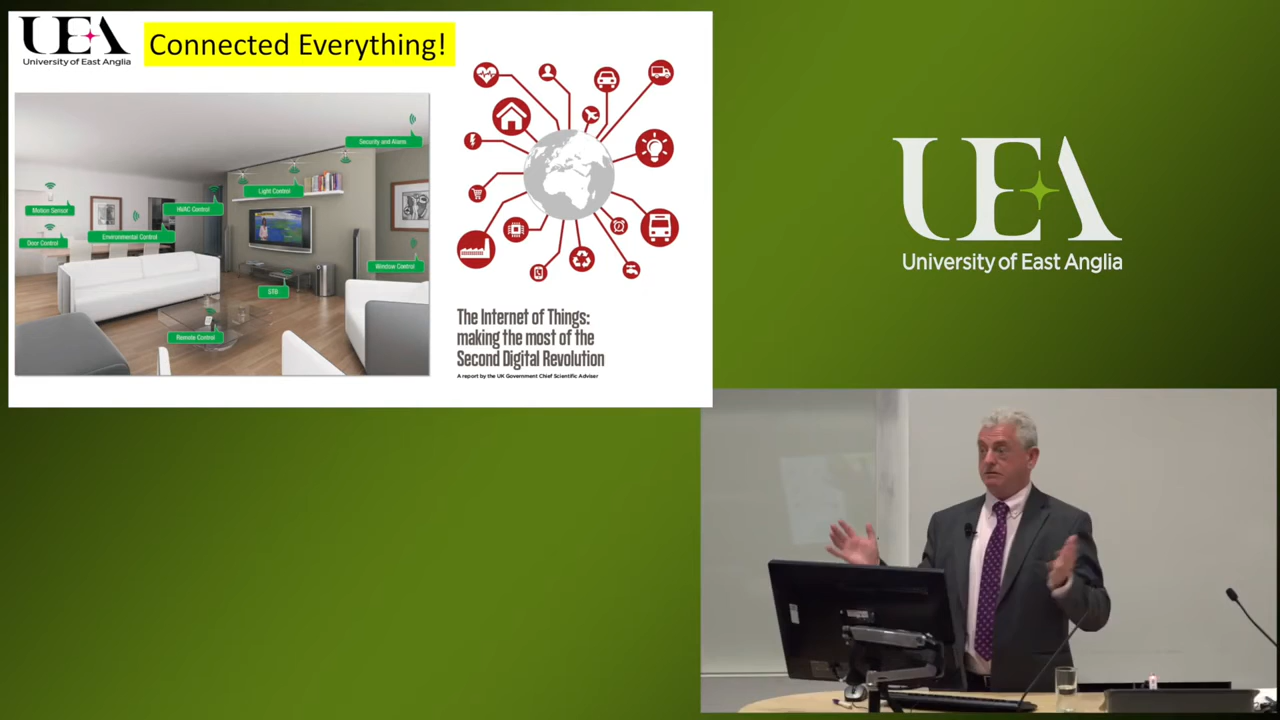 UEA
University of East Anglia
Connected Everything!
Security and Alarm
Light Control
Motion Sensor
HVAC Control
Door Control
Environmental Control
Window Control
STB
Remote Control
The Internet of Things:
making the most of the
Second Digital Revolution
A report by the UK Government Chief Scientific Adviser
UEA
University of East Anglia